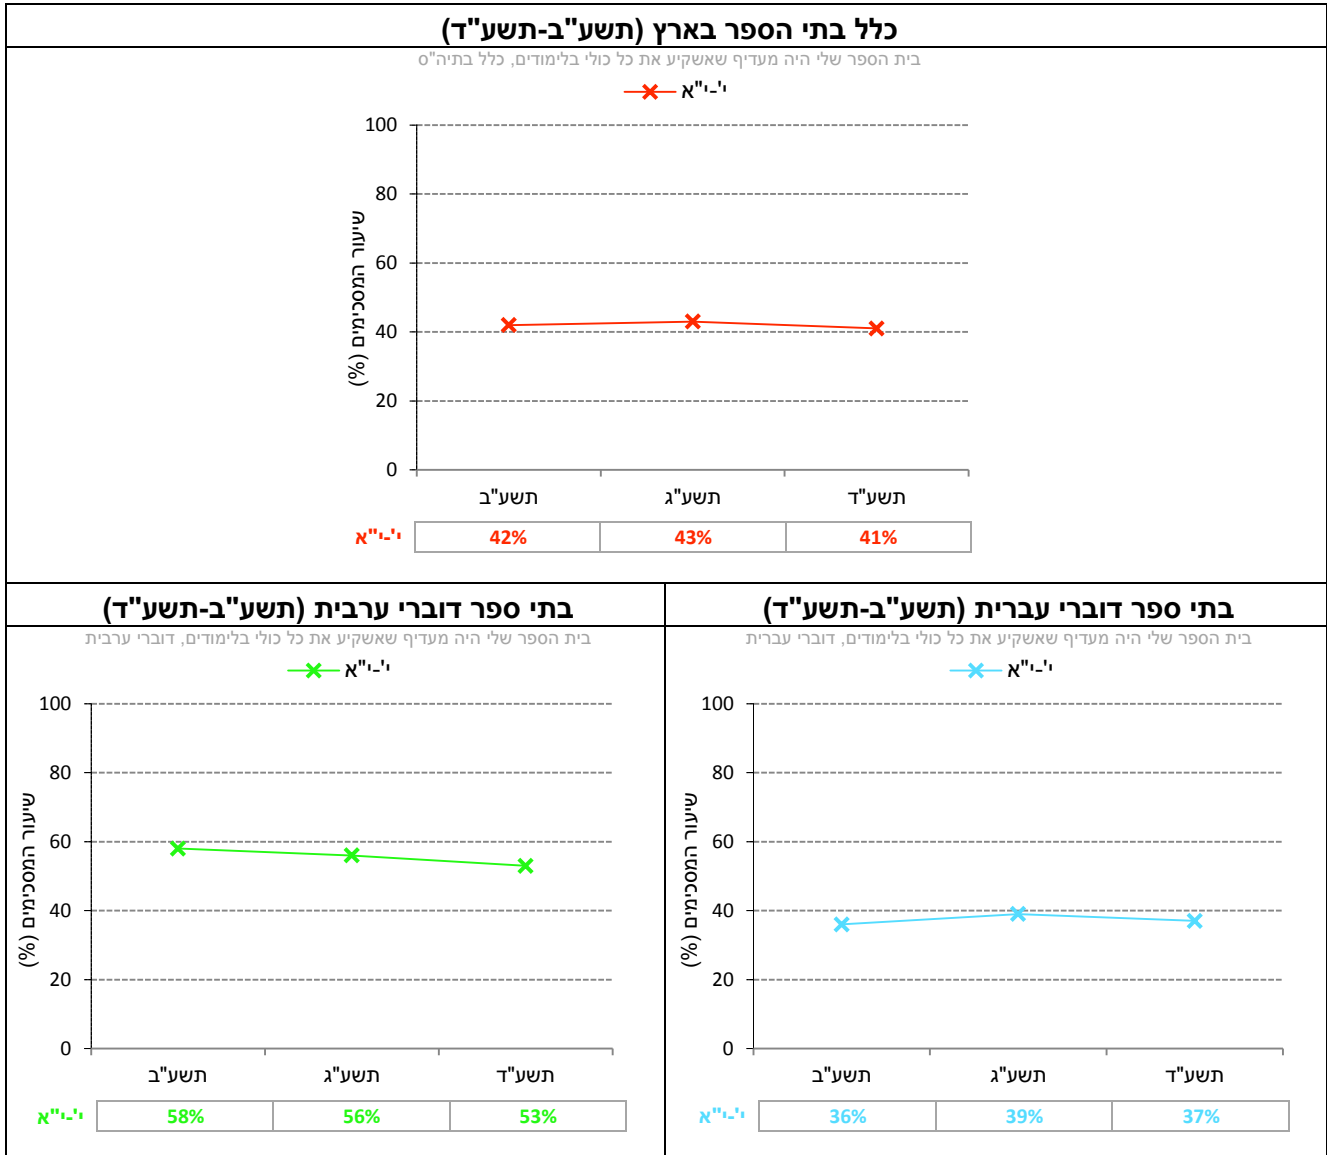 כלל בתי הספר בארץ (תשע"ב-תשע"ד)
בית הספר שלי היה מעדיף שאשקיע את כל כולי בלימודים, כלל בתיה"ס
י'-י"א
שיעור המסכימים (%)
100
80
60
40
20
0
תשע"ב תשע"ג תשע"ד
י'-י"א 42% 43% 41%
בתי ספר דוברי עברית (תשע"ב-תשע"ד)
בית הספר שלי היה מעדיף שאשקיע את כל כולי בלימודים, דוברי עברית
י'-י"א
שיעור המסכימים (%)
100
80
60
40
20
0
תשע"ב תשע"ג תשע"ד
י'-י"א 36% 39% 37%
בתי ספר דוברי ערבית (תשע"ב-תשע"ד)
בית הספר שלי היה מעדיף שאשקיע את כל כולי בלימודים, דוברי ערבית
י'-י"א
שיעור המסכימים (%)
100
80
60
40
20
0
תשע"ב תשע"ג תשע"ד
י'-י"א 58% 56% 53%